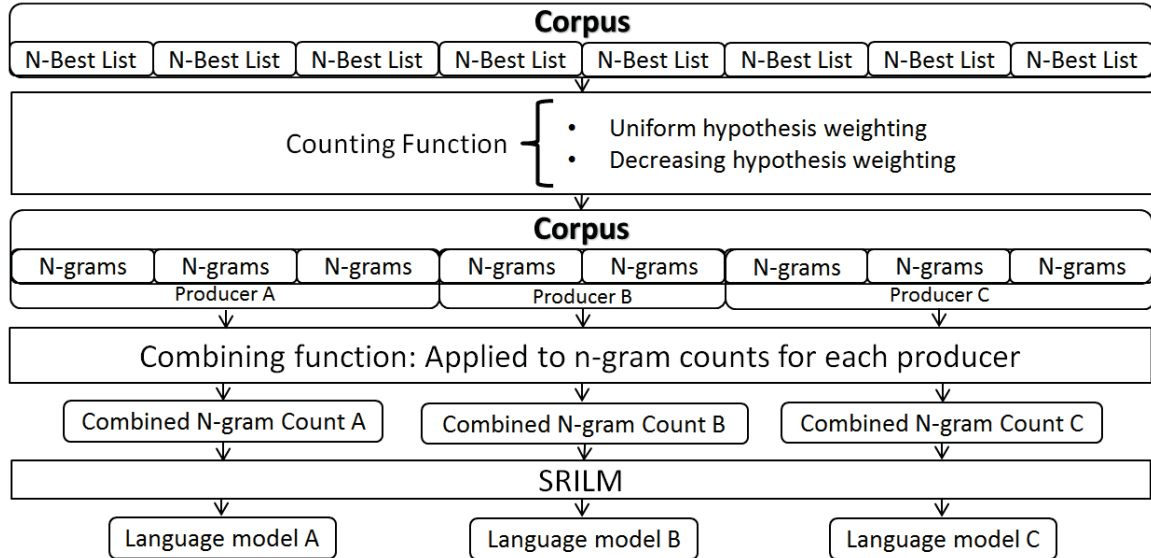 Corpus
N-Best List N-Best List N-Best List N-Best List N-Best List N-Best List N-Best List N-Best List
Counting Function
• Uniform hypothesis weighting
• Decreasing hypothesis weighting
Corpus
N-grams N-grams N-grams N-grams N-grams N-grams N-grams N-grams
Producer A Producer B Producer C
Combining function: Applied to n-gram counts for each producer
Combined N-gram Count A Combined N-gram Count B Combined N-gram Count C
SRILM
Language model A Language model B Language model C